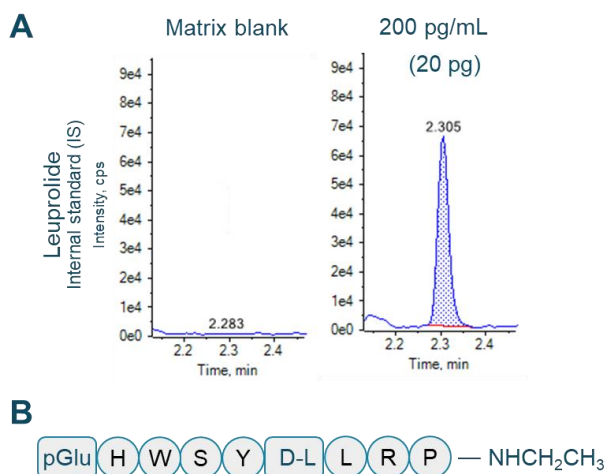 A
Matrix blank
200 pg/mL
(20 pg)
Leuprolide
Internal standard (IS)
Intensity, cps
9e4
8e4
7e4
6e4
5e4
4e4
3e4
2e4
1e4
0e0
2.283
2.2 2.3 2.4
Time, min
9e4
8e4
7e4
6e4
5e4
4e4
3e4
2e4
1e4
0e0
2.305
2.2 2.3 2.4
Time, min
B
pGlu H W S Y D-L L R P — NHCH₂CH₃